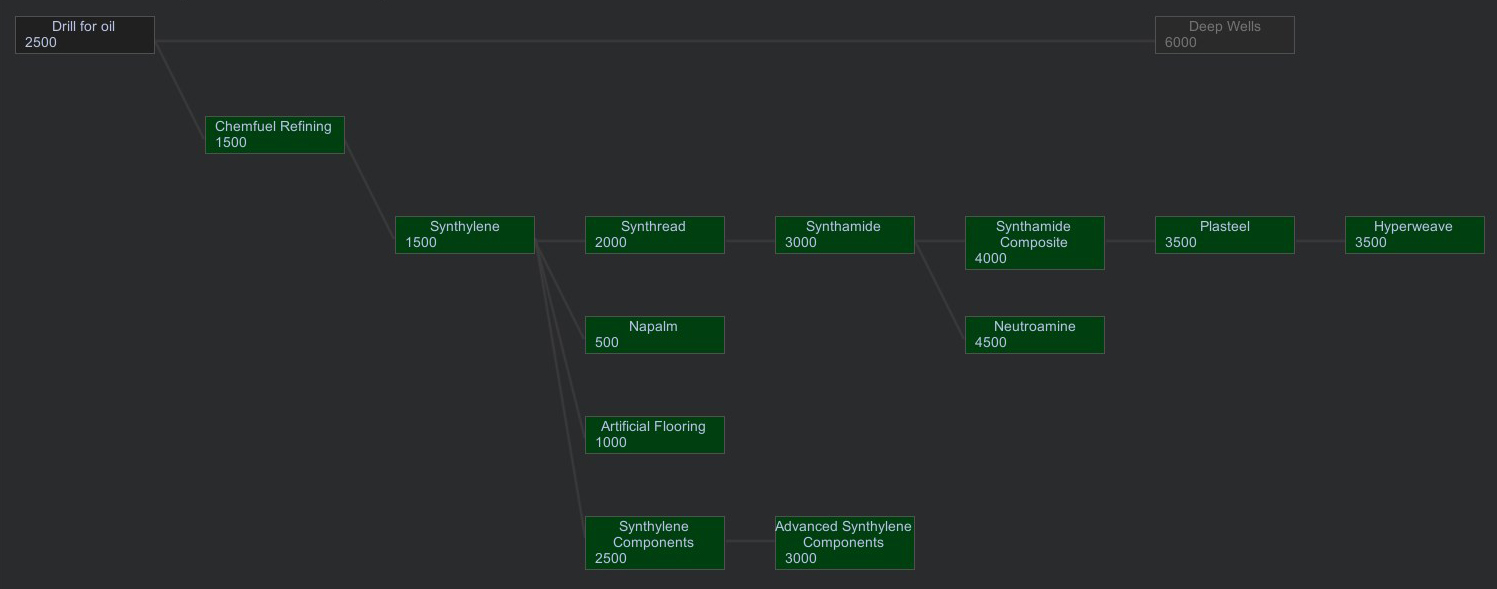 Drill for oil
2500
Deep Wells
6000
Chemfuel Refining
1500
Synthylene
1500
Synthread
2000
Synthamide
3000
Synthamide
Composite
4000
Plasteel
3500
Hyperweave
3500
Napalm
500
Neutroamine
4500
Artificial Flooring
1000
Synthylene
Components
2500
Advanced Synthylene
Components
3000